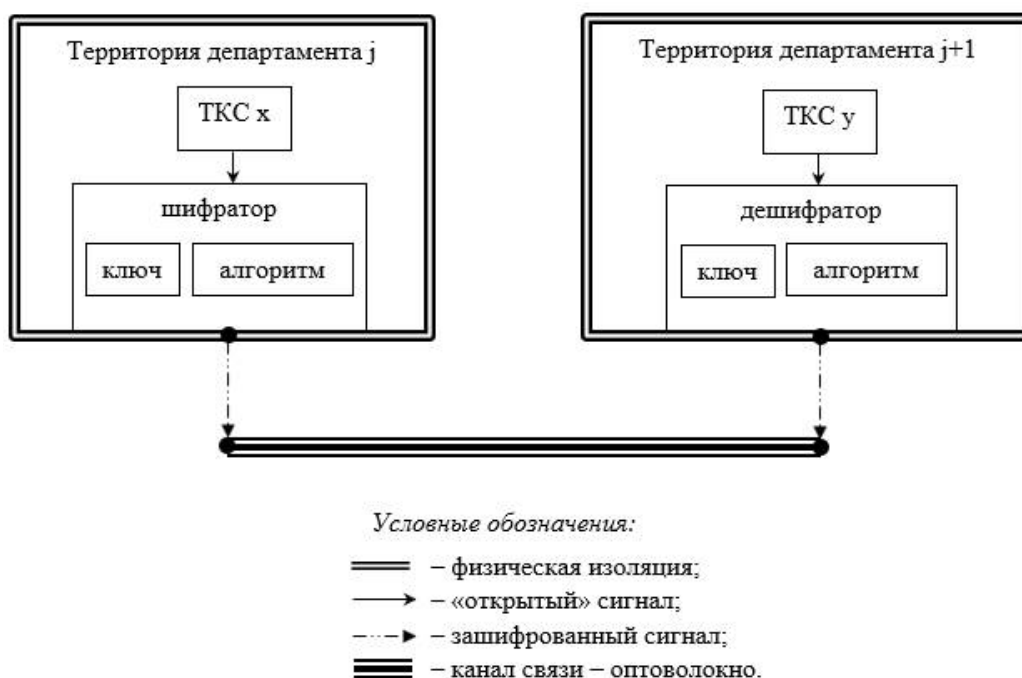 Территория департамента j
ТКС x
шифратор
ключ
алгоритм
Территория департамента j+1
ТКС y
дешифратор
ключ
алгоритм
Условные обозначения:
– физическая изоляция;
– «открытый» сигнал;
– зашифрованный сигнал;
– канал связи – оптоволокно.